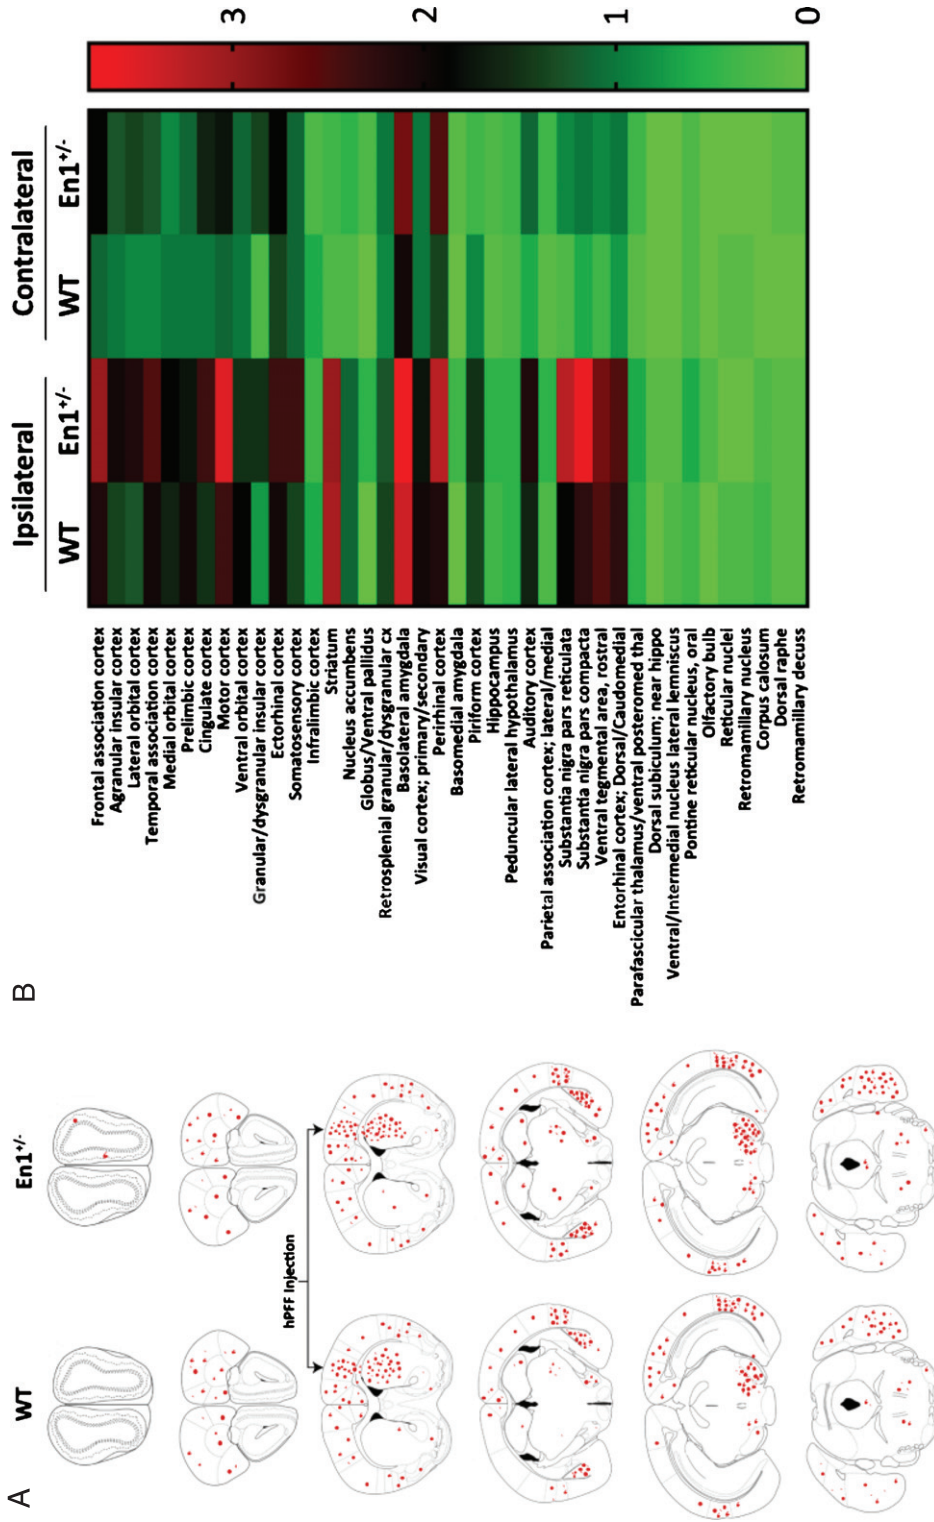 A
WT
En1+/-
hPFF Injection
B
Ipsilateral
Contralateral
WT
En1+/-
WT
En1+/-
Frontal association cortex
Agranular insular cortex
Lateral orbital cortex
Temporal association cortex
Medial orbital cortex
Prelimbic cortex
Cingulate cortex
Motor cortex
Ventral orbital cortex
Granular/dysgranular insular cortex
Ectorhinal cortex
Somatosensory cortex
Infralimbic cortex
Striatum
Nucleus accumbens
Globus/Ventral pallidus
Retrosplenial granular/dysgranular cx
Basolateral amygdala
Visual cortex; primary/secondary
Perirhinal cortex
Basomedial amygdala
Piriform cortex
Hippocampus
Peduncular lateral hypothalamus
Auditory cortex
Parietal association cortex; lateral/medial
Substantia nigra pars reticulata
Substantia nigra pars compacta
Ventral tegmental area, rostral
Entorhinal cortex; Dorsal/Caudomedial
Parafascicular thalamus/ventral posteromed thal
Dorsal subiculum; near hippo
Ventral/Intermedial nucleus lateral lemniscus
Pontine reticular nucleus, oral
Olfactory bulb
Reticular nuclei
Retromamillary nucleus
Corpus calosum
Dorsal raphe
Retromamillary decuss
3
2
1
0